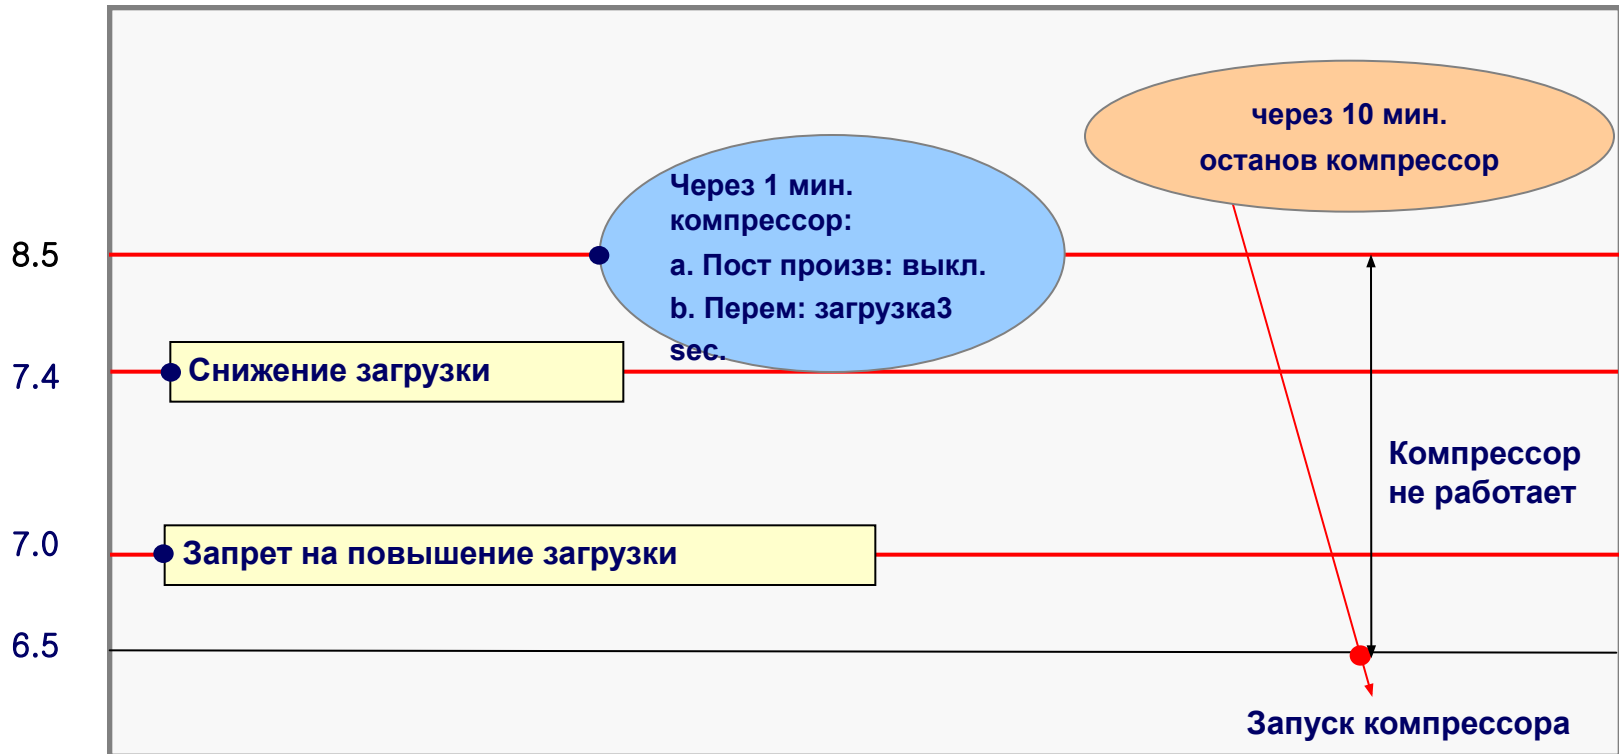 через 10 мин.
останов компрессор
Через 1 мин.
компрессор:
a. Пост произв: выкл.
b. Перем: загрузка3
sec.
8.5
Снижение загрузки
7.4
Компрессор
не работает
7.0
Запрет на повышение загрузки
6.5
Запуск компрессора